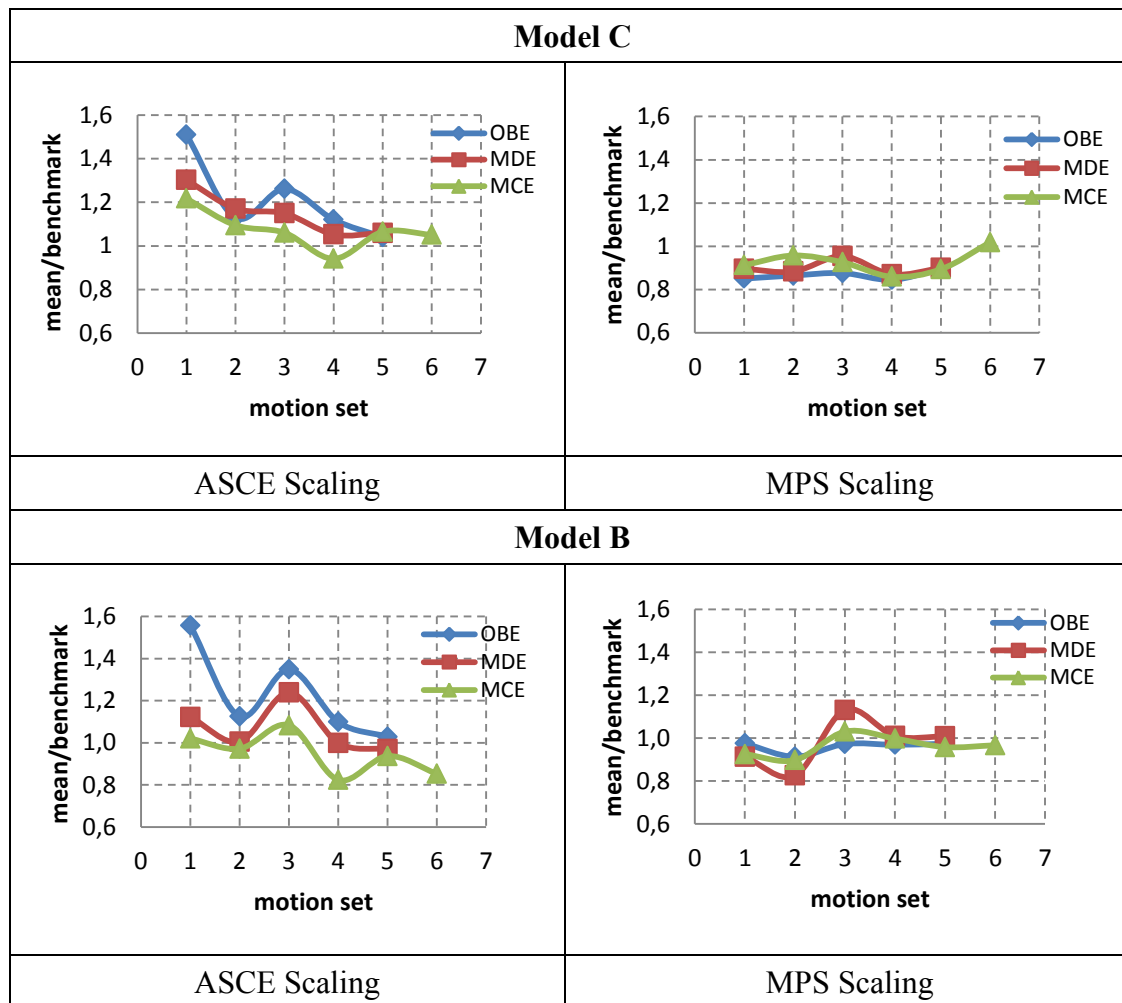 Model C
mean/benchmark
1,6
1,4
1,2
1
0,8
0,6
0 1 2 3 4 5 6 7
motion set
OBE
MDE
MCE
mean/benchmark
1,6
1,4
1,2
1
0,8
0,6
0 1 2 3 4 5 6 7
motion set
OBE
MDE
MCE
ASCE Scaling
MPS Scaling
Model B
mean/benchmark
1,6
1,4
1,2
1,0
0,8
0,6
0 1 2 3 4 5 6 7
motion set
OBE
MDE
MCE
mean/benchmark
1,6
1,4
1,2
1,0
0,8
0,6
0 1 2 3 4 5 6 7
motion set
OBE
MDE
MCE
ASCE Scaling
MPS Scaling